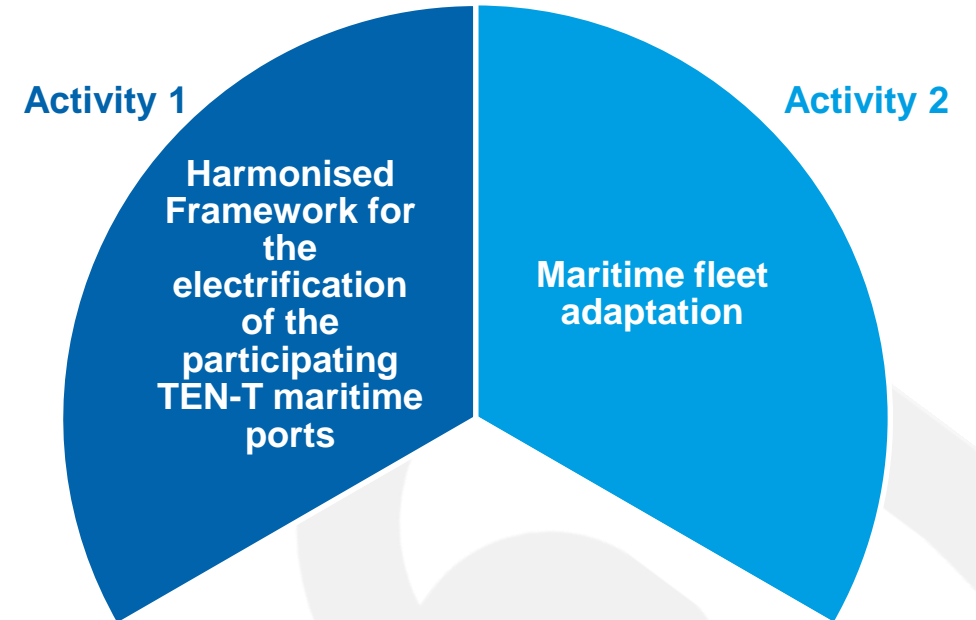 Activity 1
Harmonised
Framework for
the
electrification
of the
participating
TEN-T maritime
ports
Activity 2
Maritime fleet
adaptation